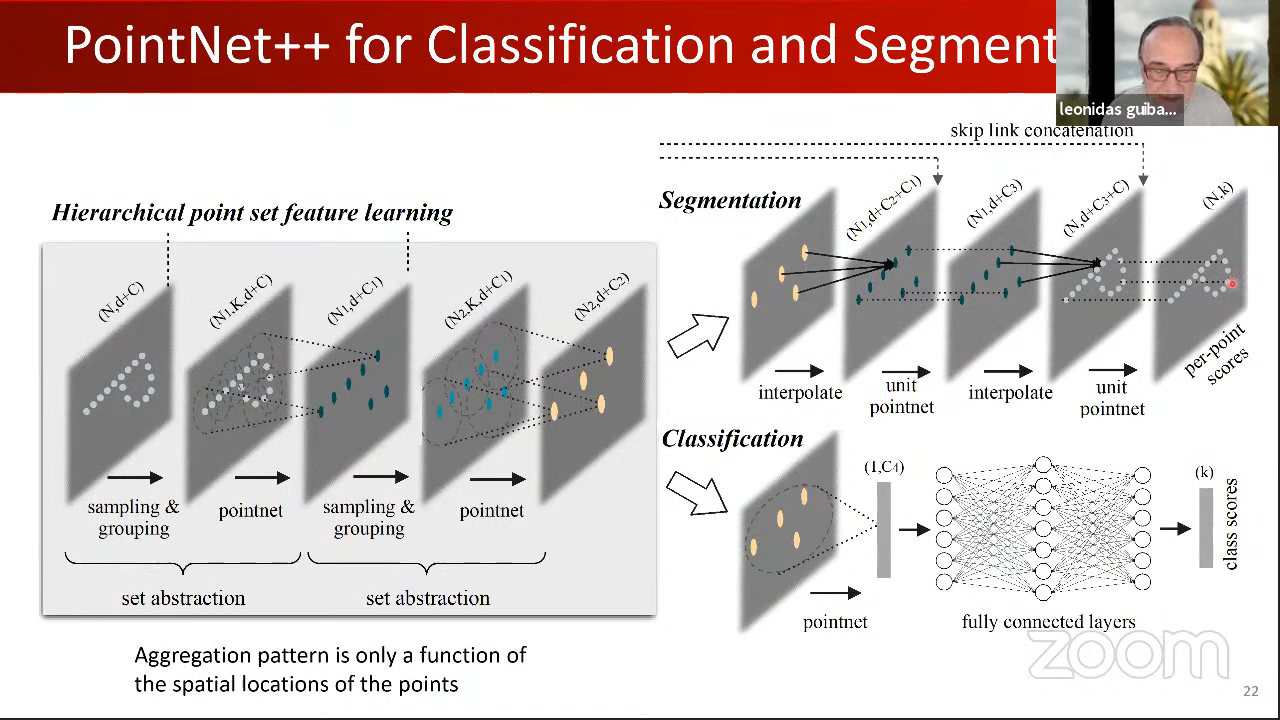 PointNet++ for Classification and Segment
leonidas guiba...
skip link concatenation
Hierarchical point set feature learning
(N,d+C)
(N1,K,d+C)
(N1,d+C1)
(N2,K,d+C1)
(N2,d+C2)
sampling &
grouping
pointnet
sampling &
grouping
pointnet
set abstraction
set abstraction
Segmentation
(N1,d+C2+C1)
(N1,d+C3)
(N,d+C3+C)
(N,k)
interpolate
unit
pointnet
interpolate
unit
pointnet
per-point
scores
Classification
(1,C4)
(k)
class scores
pointnet
fully connected layers
Aggregation pattern is only a function of
the spatial locations of the points
zoom
22